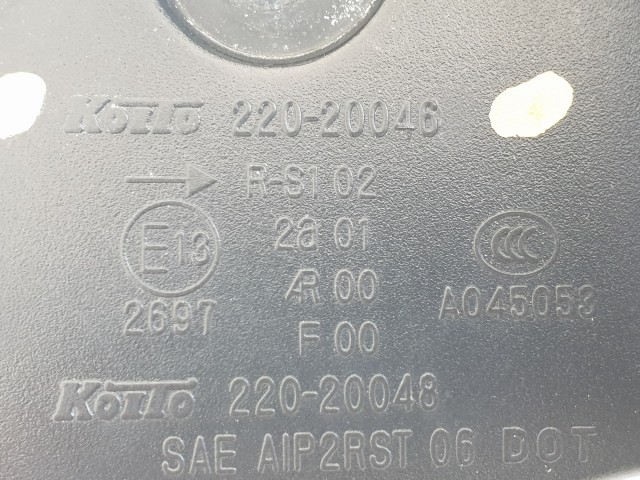 KOITO 220-20046
R-S1 02
E13 2a 01 CCC
AR 00
2697 A045053
F 00
KOITO 220-20048
SAE AIP2RST 06 DOT